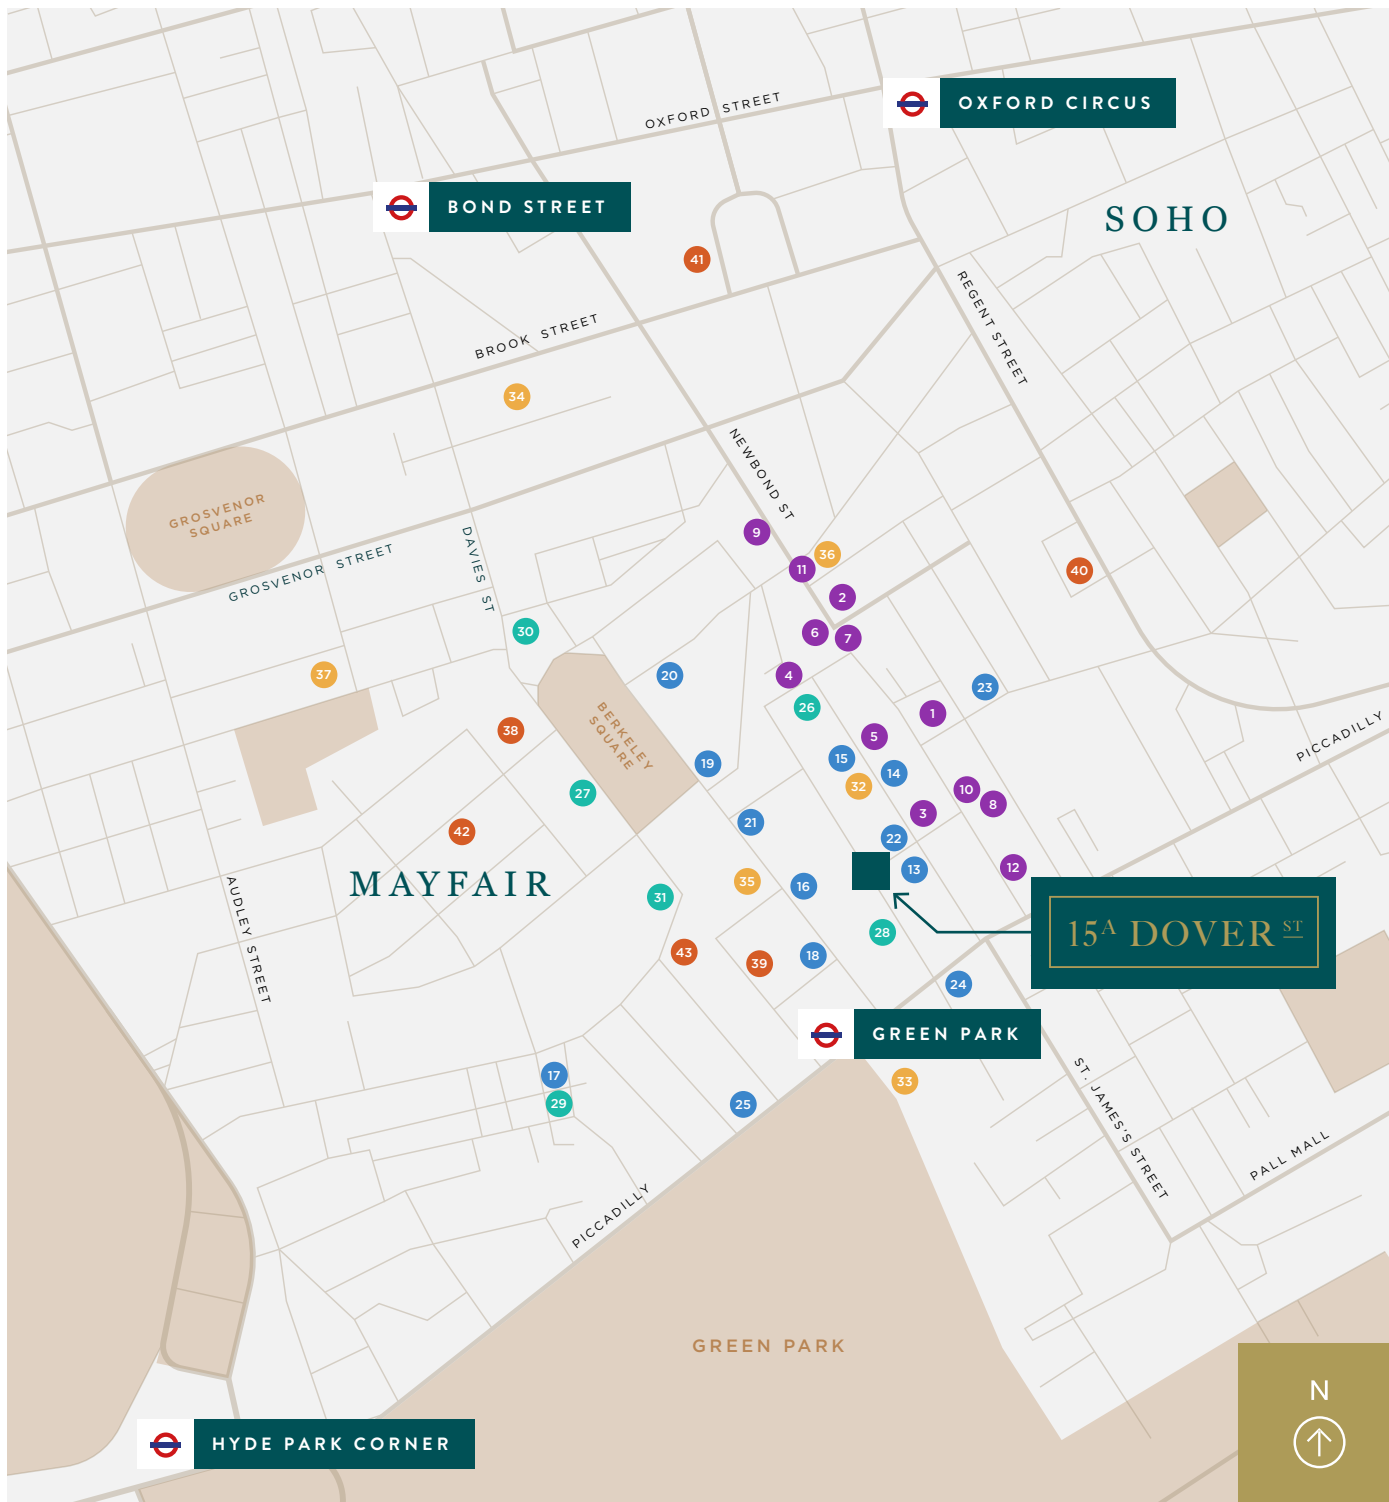 OXFORD STREET
OXFORD CIRCUS
BOND STREET
SOHO
41
REGENT STREET
BROOK STREET
34
NEWBOND ST
GROSVENOR
SQUARE
GROSVENOR STREET
DAVIES ST
9
36
11
40
2
30
6
7
37
20
4
23
26
1
38
BERKELEY
SQUARE
5
PICCADILLY
19
15
14
27
32
10
8
3
21
42
22
12
MAYFAIR
13
35
16
31
AUDLEY STREET
15A DOVER ST
28
43
39
18
24
GREEN PARK
17
33
29
25
ST. JAMES'S STREET
PALL MALL
PICCADILLY
GREEN PARK
N
HYDE PARK CORNER